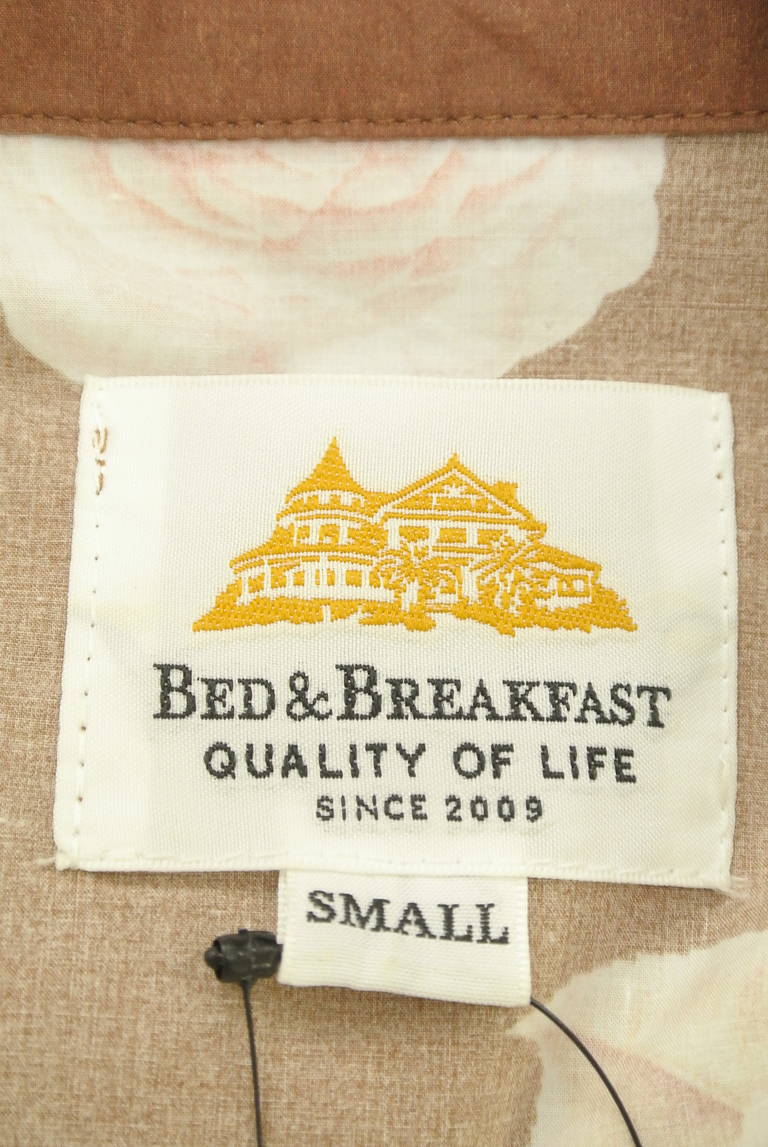 BED & BREAKFAST
QUALITY OF LIFE
SINCE 2009
SMALL